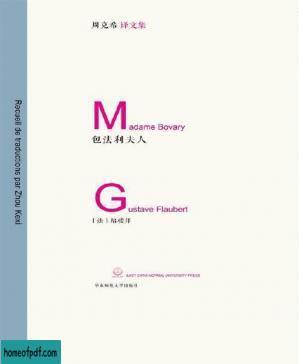 周克希 译文集
Recueil de traductions par Zhou Kexi
Madame Bovary
包法利夫人
Gustave Flaubert
[法] 福楼拜
EAST CHINA NORMAL UNIVERSITY PRESS
华东师范大学出版社
homeofpdf.com